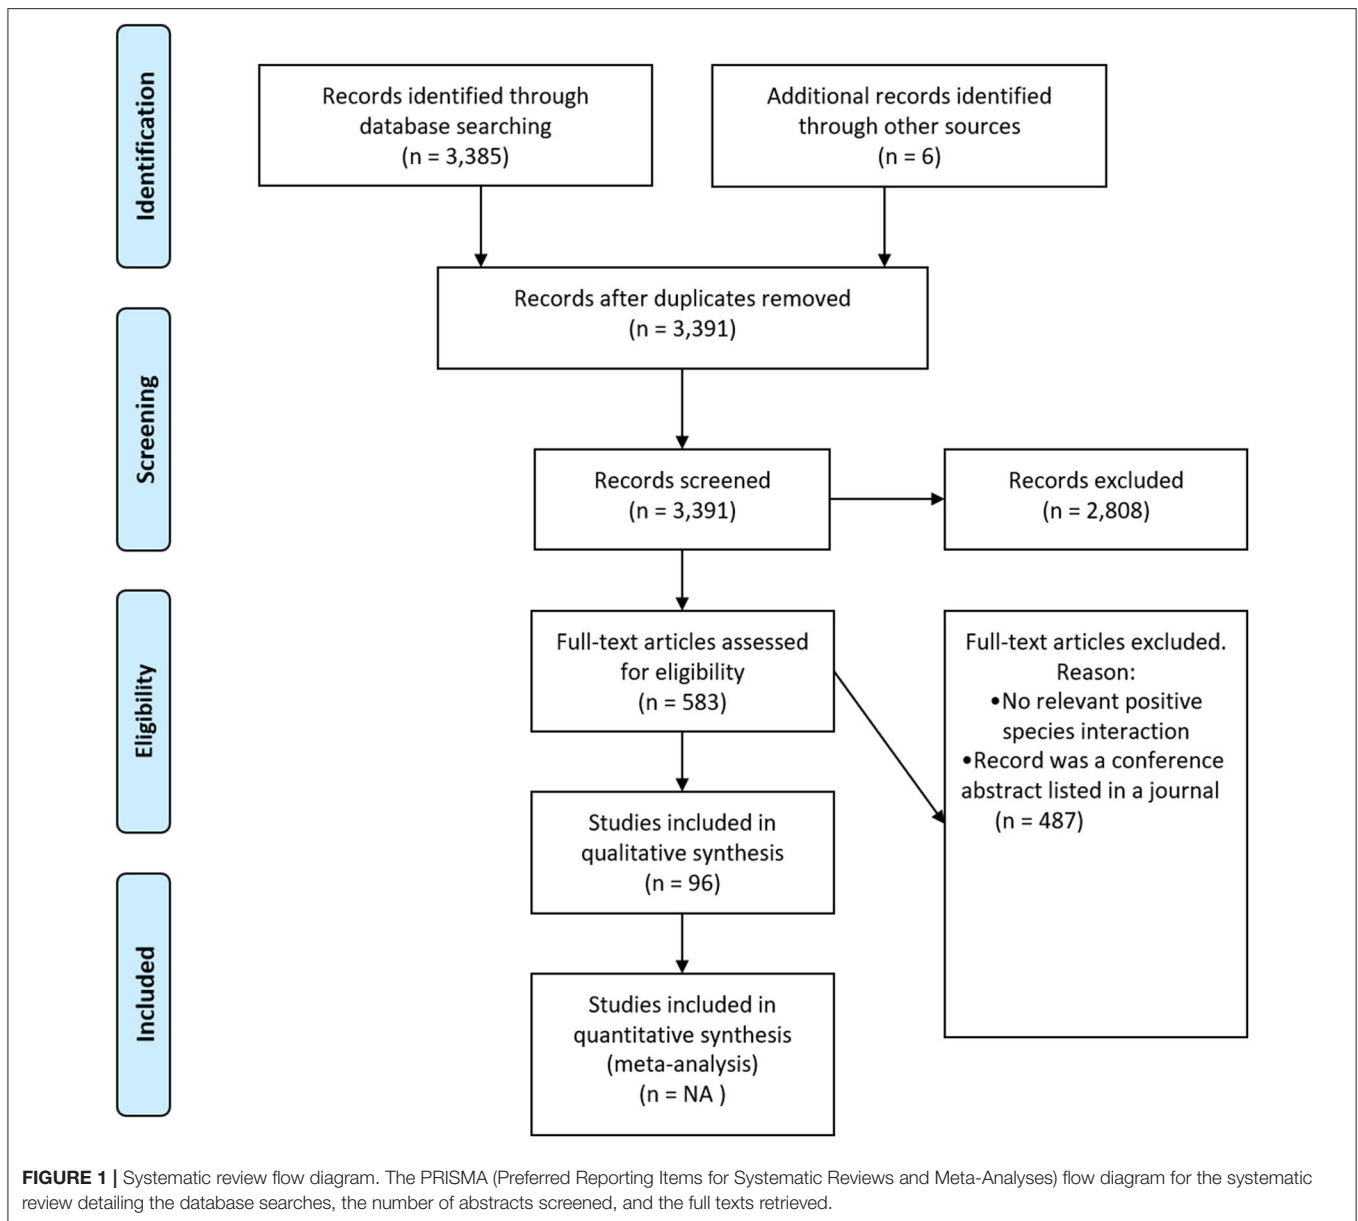 Identification
Records identified through
database searching
(n = 3,385)
Additional records identified
through other sources
(n = 6)
Records after duplicates removed
(n = 3,391)
Screening
Records screened
(n = 3,391)
Records excluded
(n = 2,808)
Eligibility
Full-text articles assessed
for eligibility
(n = 583)
Full-text articles excluded.
Reason:
•No relevant positive
species interaction
•Record was a conference
abstract listed in a journal
(n = 487)
Studies included in
qualitative synthesis
(n = 96)
Included
Studies included in
quantitative synthesis
(meta-analysis)
(n = NA )
FIGURE 1 | Systematic review flow diagram. The PRISMA (Preferred Reporting Items for Systematic Reviews and Meta-Analyses) flow diagram for the systematic
review detailing the database searches, the number of abstracts screened, and the full texts retrieved.